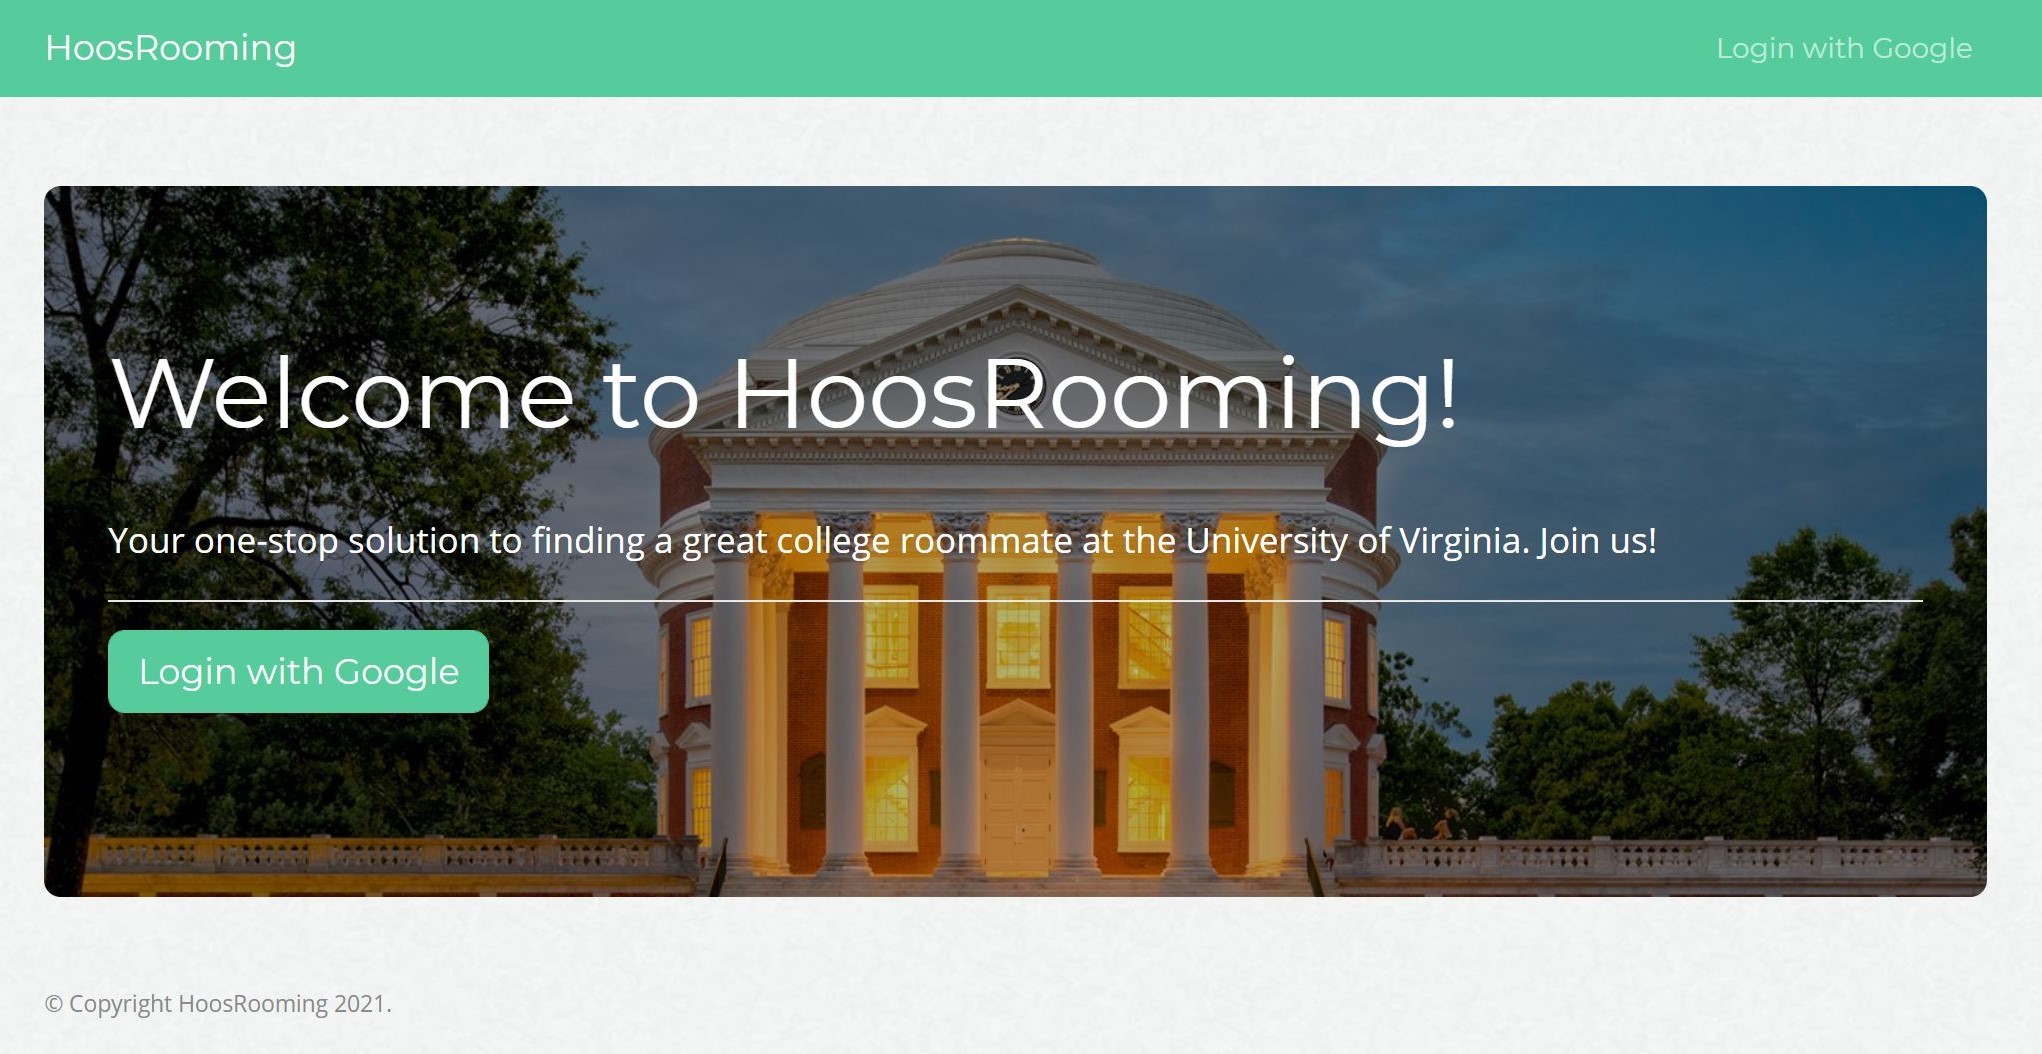 HoosRooming
Login with Google
Welcome to HoosRooming!
Your one-stop solution to finding a great college roommate at the University of Virginia. Join us!
Login with Google
© Copyright HoosRooming 2021.